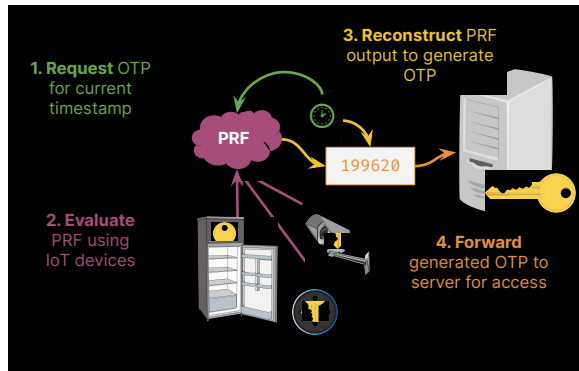 1. Request OTP
for current
timestamp
PRF
2. Evaluate
PRF using
IoT devices
3. Reconstruct PRF
output to generate
OTP
199620
4. Forward
generated OTP to
server for access